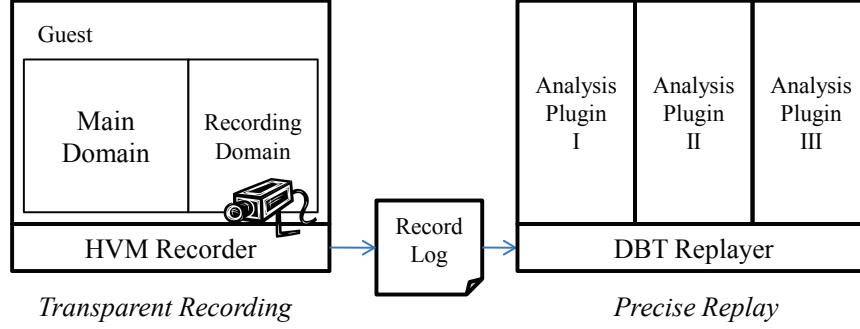 Guest
Main
Domain
Recording
Domain
HVM Recorder
Transparent Recording
Record
Log
Analysis
Plugin
I
Analysis
Plugin
II
Analysis
Plugin
III
DBT Replayer
Precise Replay